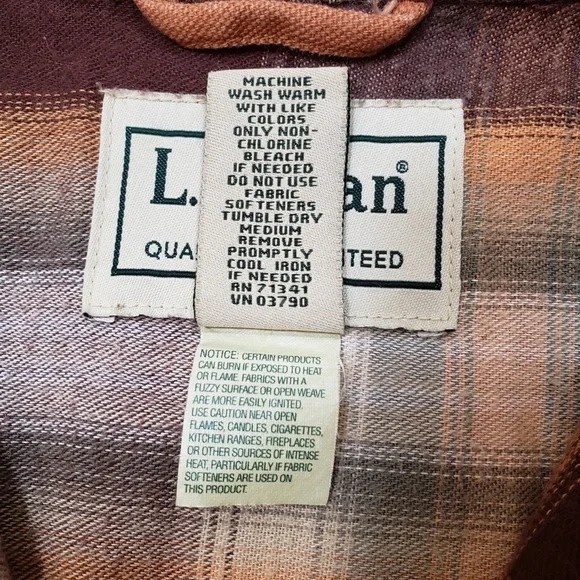 MACHINE
WASH WARM
WITH LIKE
COLORS
ONLY NON-
CHLORINE
BLEACH
IF NEEDED
DO NOT USE
FABRIC
SOFTENERS
TUMBLE DRY
MEDIUM
REMOVE
PROMPTLY
COOL IRON
IF NEEDED
RN 71341
VN 03790
L. an®
QUA TEED
NOTICE: CERTAIN PRODUCTS
CAN BURN IF EXPOSED TO HEAT
OR FLAME. FABRICS WITH A
FUZZY SURFACE OR OPEN WEAVE
ARE MORE EASILY IGNITED.
USE CAUTION NEAR OPEN
FLAMES, CANDLES, CIGARETTES,
KITCHEN RANGES, FIREPLACES
OR OTHER SOURCES OF INTENSE
HEAT, PARTICULARLY IF FABRIC
SOFTENERS ARE USED ON
THIS PRODUCT.